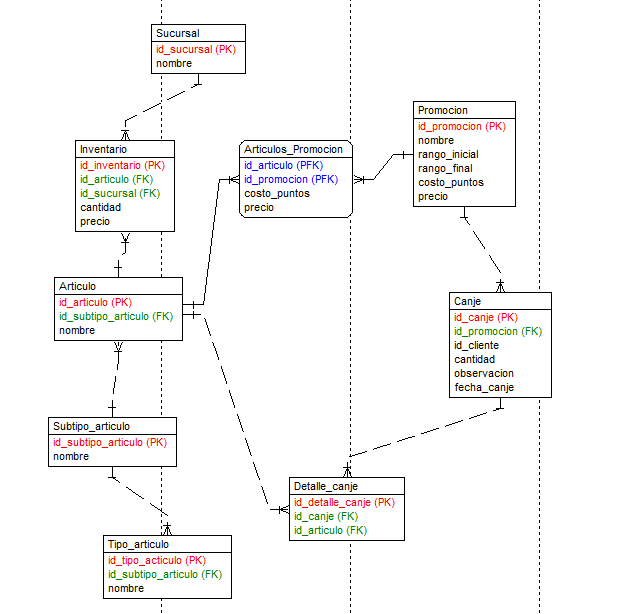 Sucursal
id_sucursal (PK)
nombre
Inventario
id_inventario (PK)
id_articulo (FK)
id_sucursal (FK)
cantidad
precio
Articulos_Promocion
id_articulo (PFK)
id_promocion (PFK)
costo_puntos
precio
Promocion
id_promocion (PK)
nombre
rango_inicial
rango_final
costo_puntos
precio
Articulo
id_articulo (PK)
id_subtipo_articulo (FK)
nombre
Canje
id_canje (PK)
id_promocion (FK)
id_cliente
cantidad
observacion
fecha_canje
Subtipo_articulo
id_subtipo_articulo (PK)
nombre
Detalle_canje
id_detalle_canje (PK)
id_canje (FK)
id_articulo (FK)
Tipo_artículo
id_tipo_acticulo (PK)
id_subtipo_articulo (FK)
nombre